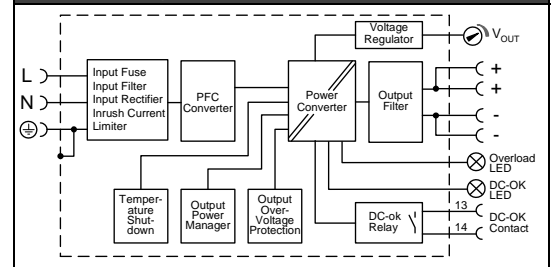 L
N
Input Fuse
Input Filter
Input Rectifier
Inrush Current
Limiter
PFC
Converter
Power
Converter
Voltage
Regulator
Output
Filter
VOUT
+
+
-
-
Overload
LED
DC-OK
LED
Temper-
ature
Shut-
down
Output
Power
Manager
Output
Over-
Voltage
Protection
DC-ok
Relay
13
14
DC-OK
Contact